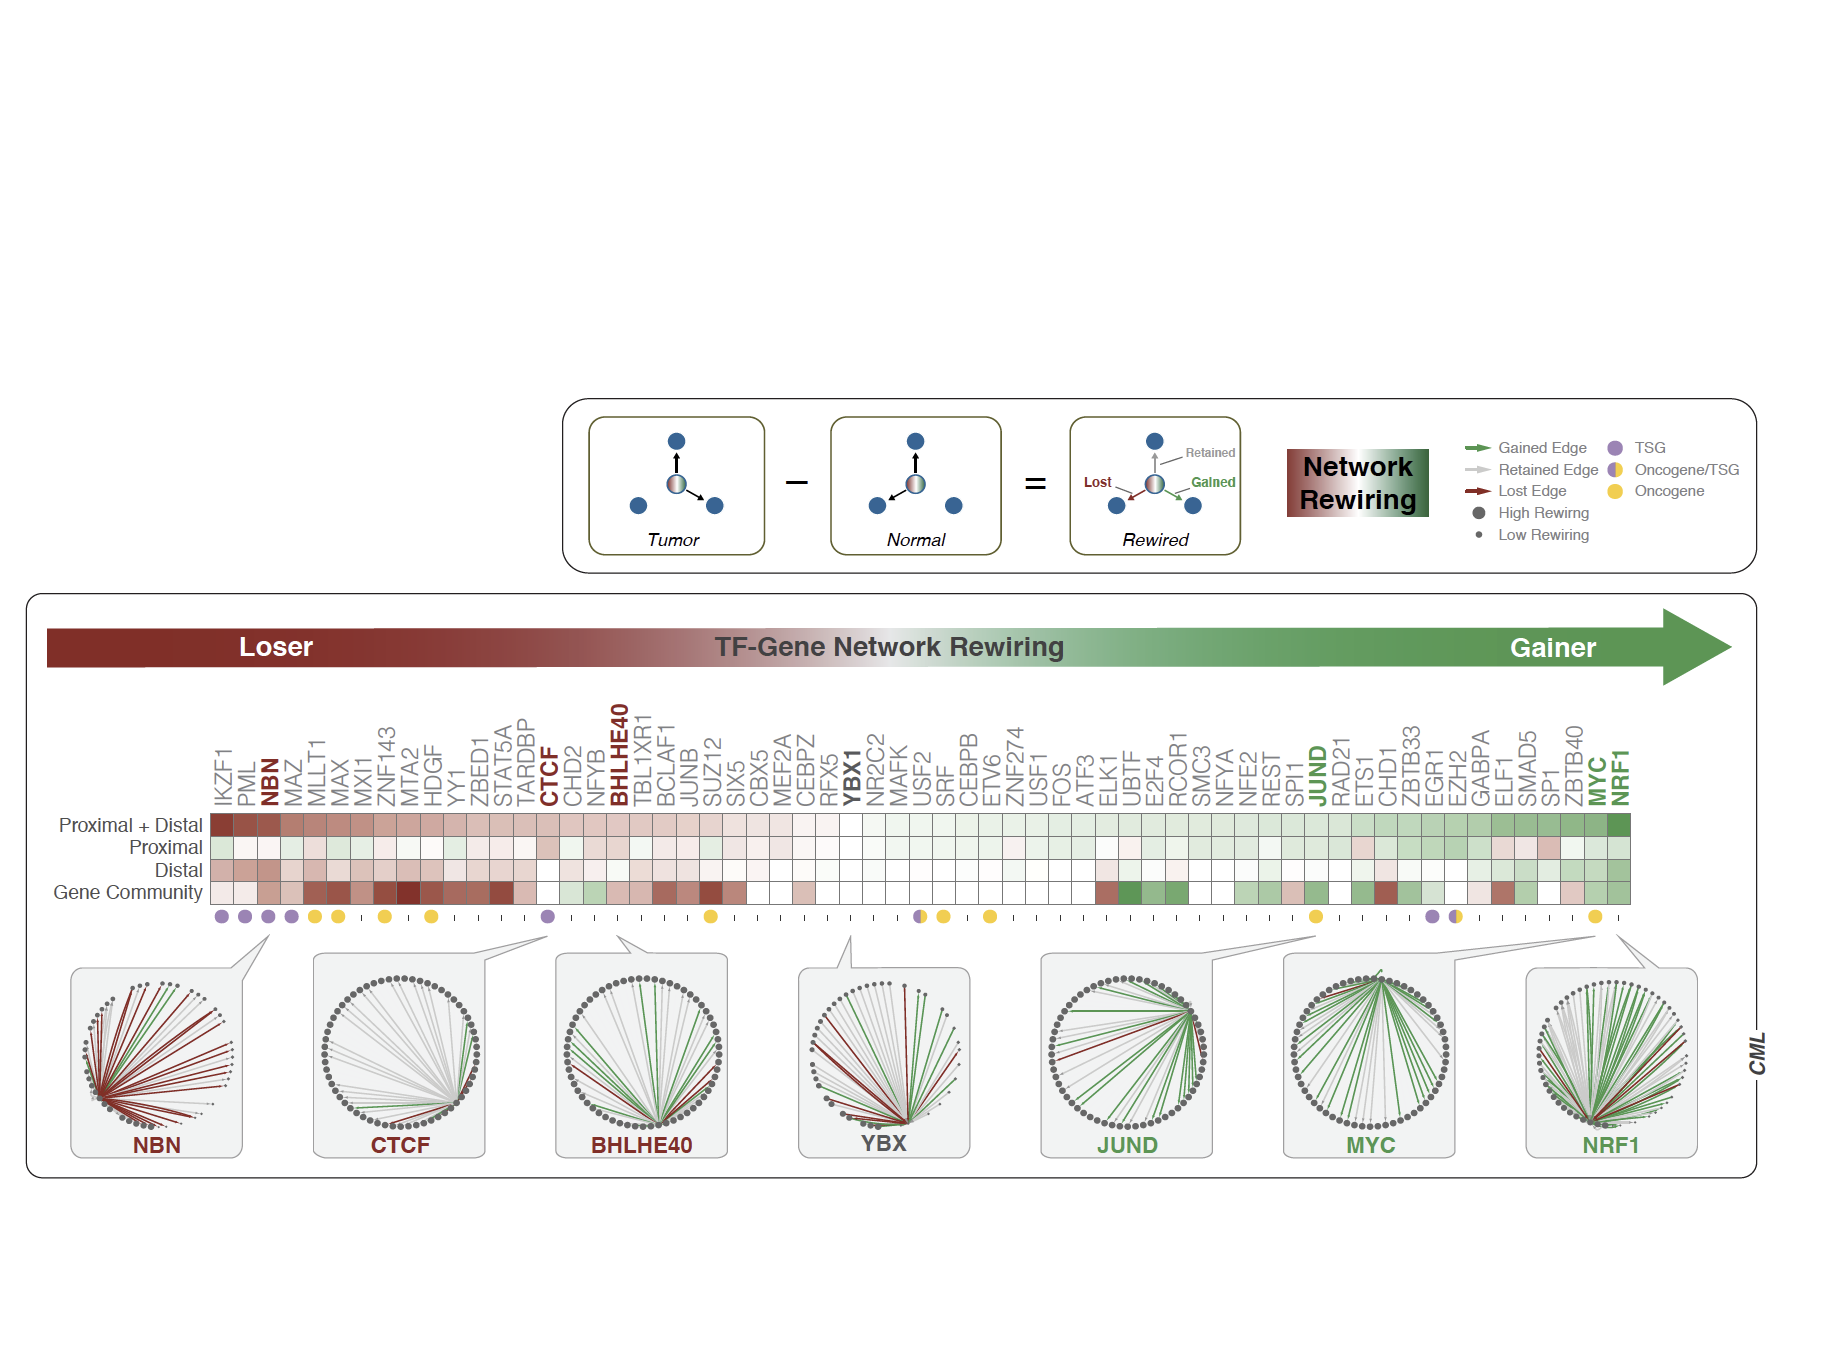 Tumor
−
Normal
=
Retained
Lost
Gained
Rewired
Network
Rewiring
Gained Edge
Retained Edge
Lost Edge
High Rewirng
Low Rewiring
TSG
Oncogene/TSG
Oncogene
Loser
TF-Gene Network Rewiring
Gainer
IKZF1
PML
NBN
MAZ
MLLT1
MAX
MXI1
ZNF143
MTA2
HDGF
YY1
ZBED1
STAT5A
TARDBP
CTCF
CHD2
NFYB
BHLHE40
TBL1XR1
BCLAF1
JUNB
SUZ12
SIX5
CBX5
MEF2A
CEBPZ
RFX5
YBX1
NR2C2
MAFK
USF2
SRF
CEBPB
ETV6
ZNF274
USF1
FOS
ATF3
ELK1
UBTF
E2F4
RCOR1
SMC3
NFYA
NFE2
REST
SPI1
JUND
RAD21
ETS1
CHD1
ZBTB33
EGR1
EZH2
GABPA
ELF1
SMAD5
SP1
ZBTB40
MYC
NRF1
Proximal + Distal
Proximal
Distal
Gene Community
NBN
CTCF
BHLHE40
YBX
JUND
MYC
NRF1
CML